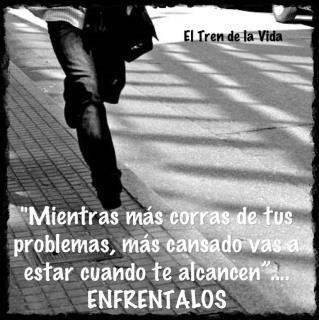 El Tren de la Vida
"Mientras más corras de tus
problemas, más cansado vas a
estar cuando te alcancen"....
ENFRENTALOS